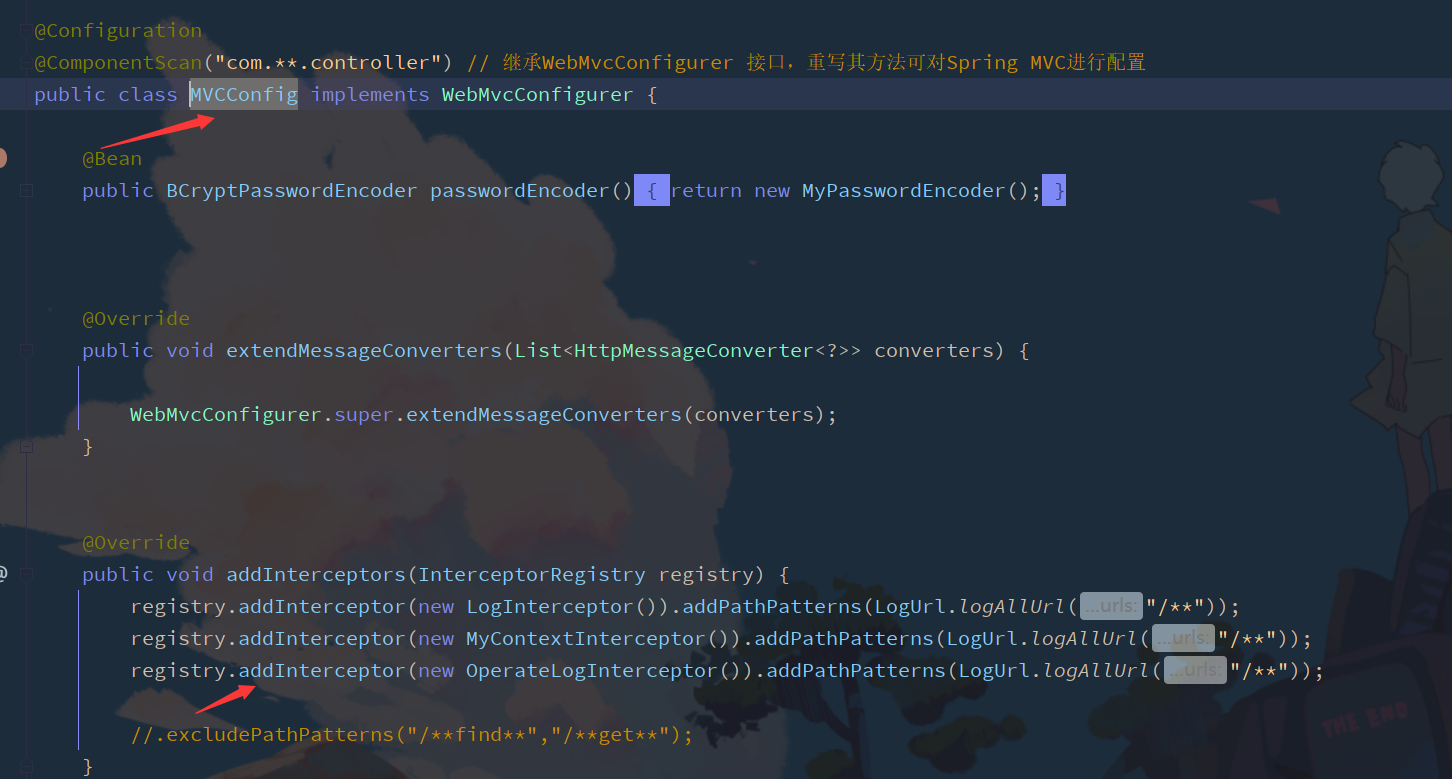 @Configuration
@ComponentScan("com.**.controller") // 继承WebMvcConfigurer 接口，重写其方法可对Spring MVC进行配置
public class MVCConfig implements WebMvcConfigurer {
@Bean
public BCryptPasswordEncoder passwordEncoder() { return new MyPasswordEncoder(); }
@Override
public void extendMessageConverters(List<HttpMessageConverter<?>> converters) {
WebMvcConfigurer.super.extendMessageConverters(converters);
}
@Override
public void addInterceptors(InterceptorRegistry registry) {
registry.addInterceptor(new LogInterceptor()).addPathPatterns(LogUrl.logAllUrl( ...urls: "/**"));
registry.addInterceptor(new MyContextInterceptor()).addPathPatterns(LogUrl.logAllUrl( ...urls: "/**"));
registry.addInterceptor(new OperateLogInterceptor()).addPathPatterns(LogUrl.logAllUrl( ...urls: "/**"));
//.excludePathPatterns("/**find**","/**get**");
}
THE END